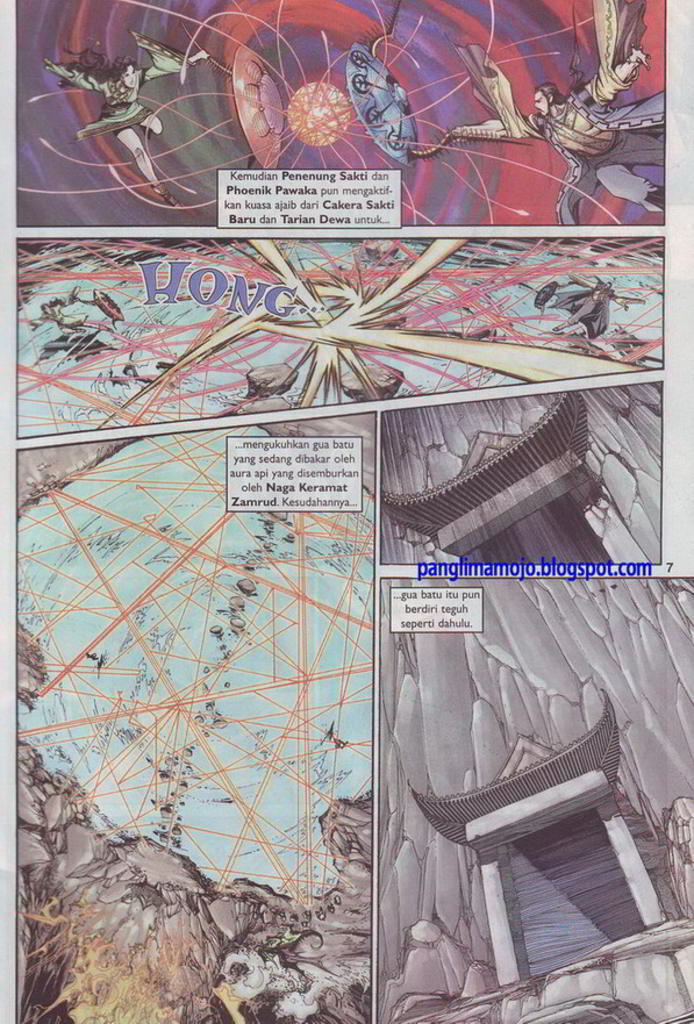 Kemudian Penenung Sakti dan
Phoenik Pawaka pun mengaktif-
kan kuasa ajaib dari Cakera Sakti
Baru dan Tarian Dewa untuk...
HONG...
...mengukuhkan gua batu
yang sedang dibakar oleh
aura api yang disemburkan
oleh Naga Keramat
Zamrud. Kesudahannya...
panglimamojo.blogspot.com
7
...gua batu itu pun
berdiri teguh
seperti dahulu.